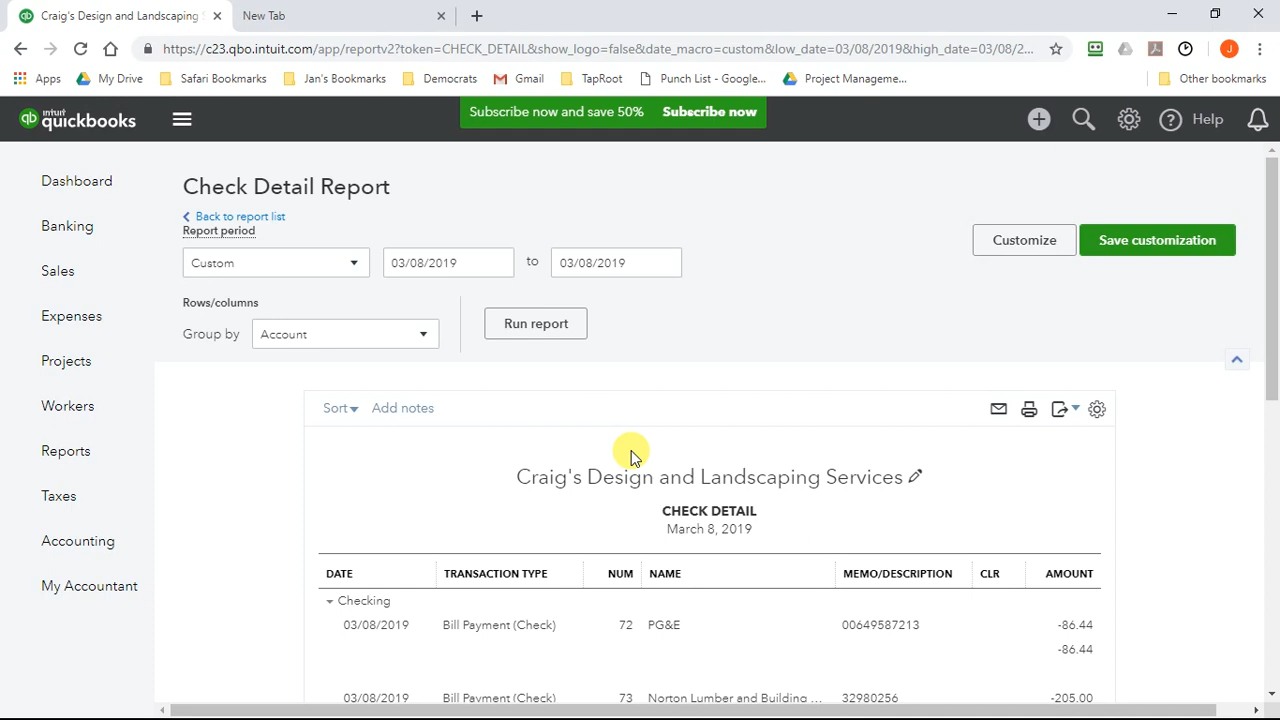 Craig's Design and Landscaping S
New Tab
https://c23.qbo.intuit.com/app/reportv2?token=CHECK_DETAIL&show_logo=false&date_macro=custom&low_date=03/08/2019&high_date=03/08/2...
J
Apps
My Drive
Safari Bookmarks
Jan's Bookmarks
Democrats
Gmail
TapRoot
Punch List - Google...
Project Manageme...
Other bookmarks
qb intuit quickbooks
Subscribe now and save 50% Subscribe now
Help
Dashboard
Banking
Sales
Expenses
Projects
Workers
Reports
Taxes
Accounting
My Accountant
Check Detail Report
Back to report list
Report period
Custom
03/08/2019 to 03/08/2019
Customize
Save customization
Rows/columns
Group by Account
Run report
Sort Add notes
Craig's Design and Landscaping Services
CHECK DETAIL
March 8, 2019
DATE TRANSACTION TYPE NUM NAME MEMO/DESCRIPTION CLR AMOUNT
Checking
03/08/2019 Bill Payment (Check) 72 PG&E 00649587213 -86.44
-86.44
03/08/2019 Bill Payment (Check) 73 Norton Lumber and Building ... 32980256 -205.00